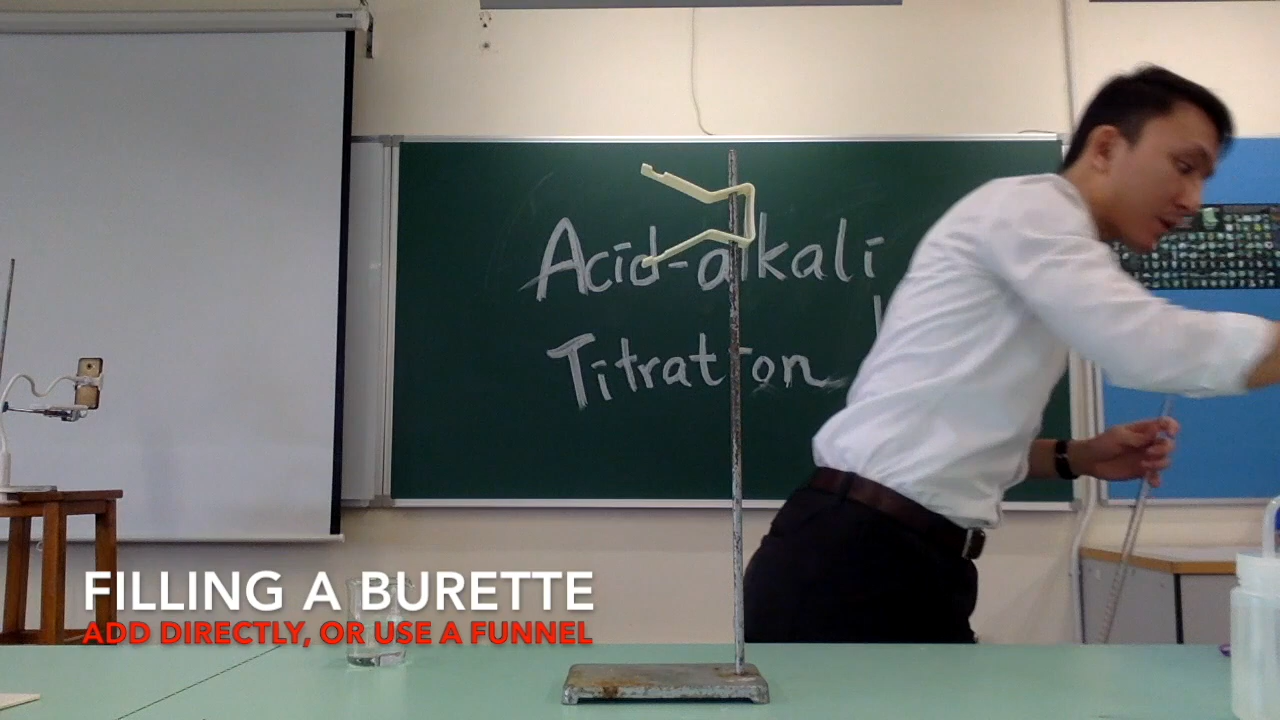 Acid-alkali
Titration
FILLING A BURETTE
ADD DIRECTLY, OR USE A FUNNEL